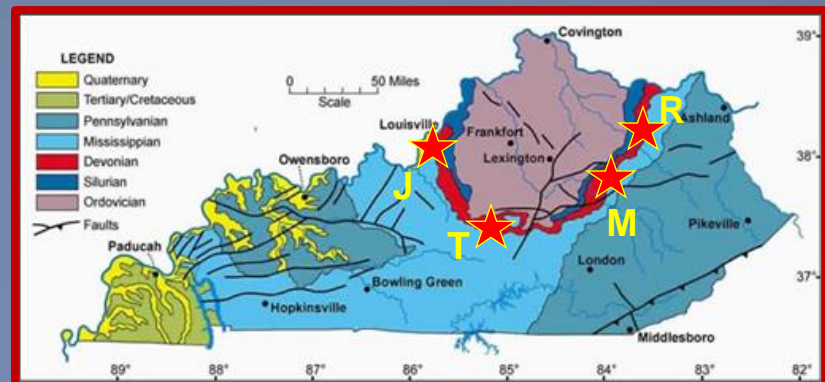 LEGEND
Quaternary
Tertiary/Cretaceous
Pennsylvanian
Mississippian
Devonian
Silurian
Ordovician
Faults
0 50 Miles
Scale
Covington
39°
Louisville
Frankfort
Lexington
R
Ashland
38°
Owensboro
J
M
T
Pikeville
Paducah
London
37°
Bowling Green
Hopkinsville
Middlesboro
89° 88° 87° 86° 85° 84° 83° 82°